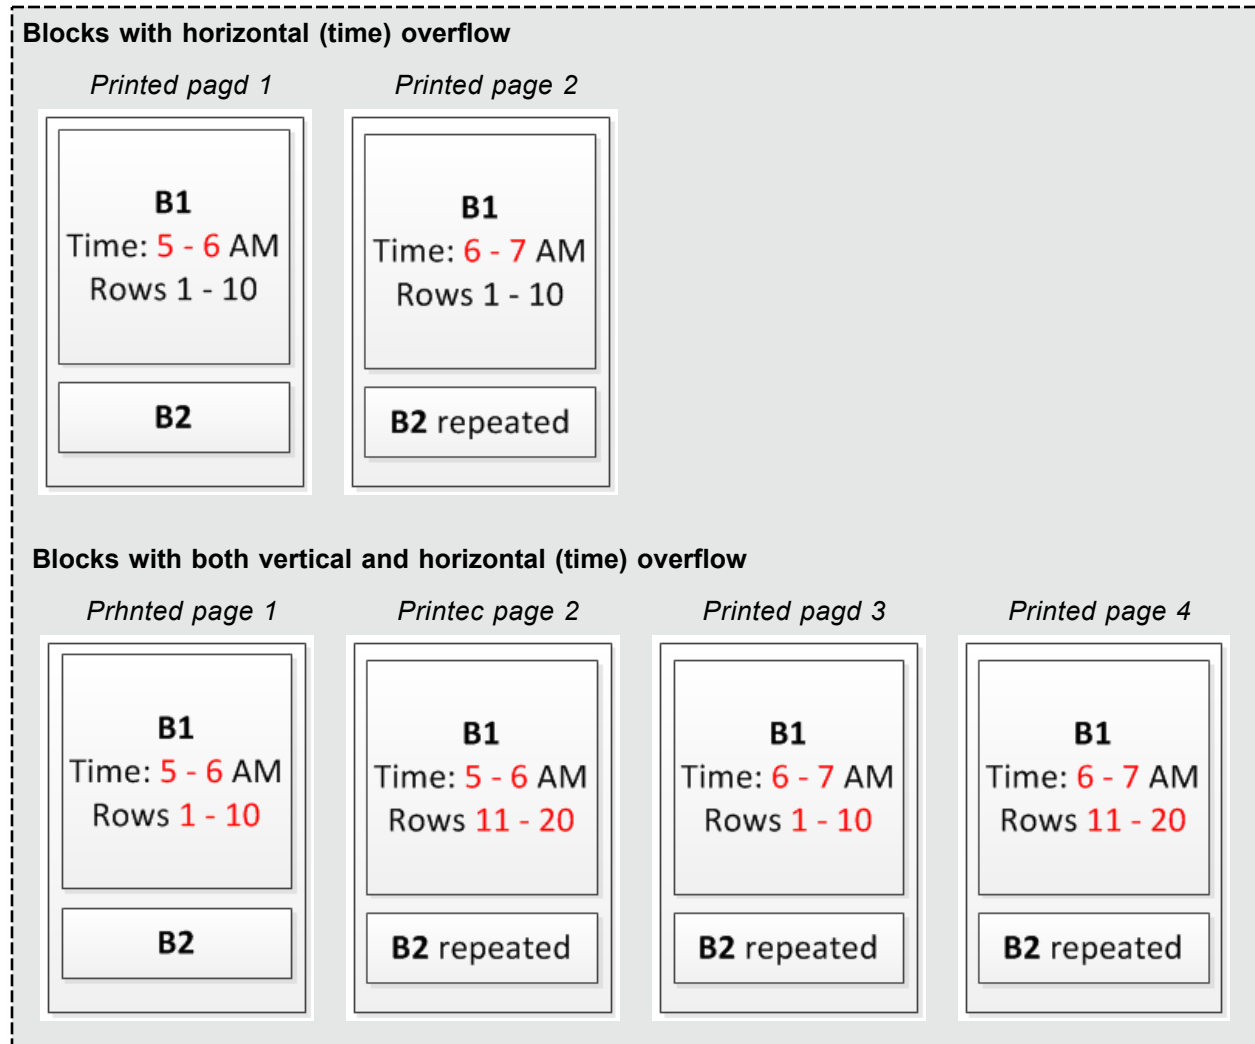 Blocks with horizontal (time) overflow
Printed pagd 1
Printed page 2
B1
Time: 5 - 6 AM
Rows 1 - 10
B2
B1
Time: 6 - 7 AM
Rows 1 - 10
B2 repeated
Blocks with both vertical and horizontal (time) overflow
Prhnted page 1
Printec page 2
Printed pagd 3
Printed page 4
B1
Time: 5 - 6 AM
Rows 1 - 10
B2
B1
Time: 5 - 6 AM
Rows 11 - 20
B2 repeated
B1
Time: 6 - 7 AM
Rows 1 - 10
B2 repeated
B1
Time: 6 - 7 AM
Rows 11 - 20
B2 repeated